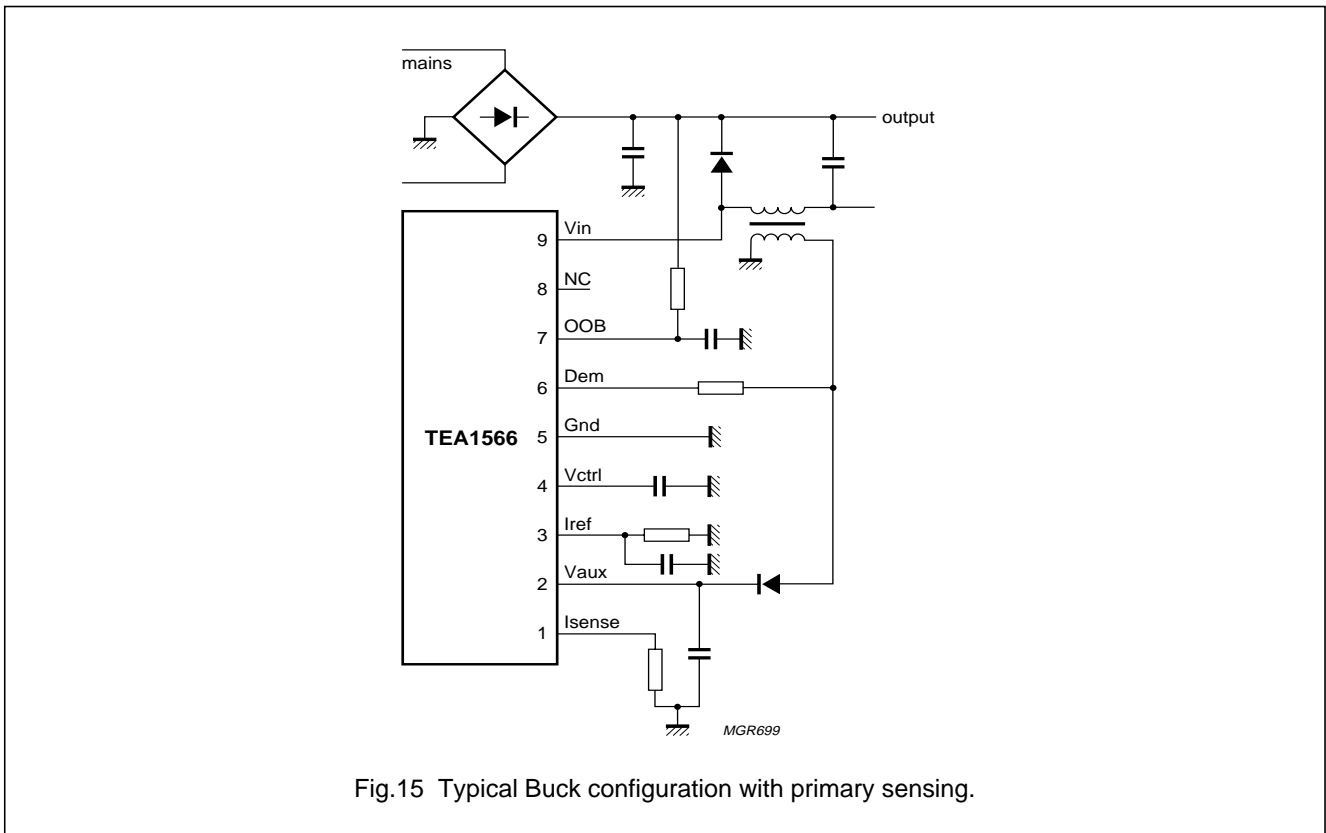 mains
output
9 Vin
8 NC
7 OOB
6 Dem
TEA1566
5 Gnd
4 Vctrl
3 Iref
2 Vaux
1 Isense
MGR699
Fig.15 Typical Buck configuration with primary sensing.